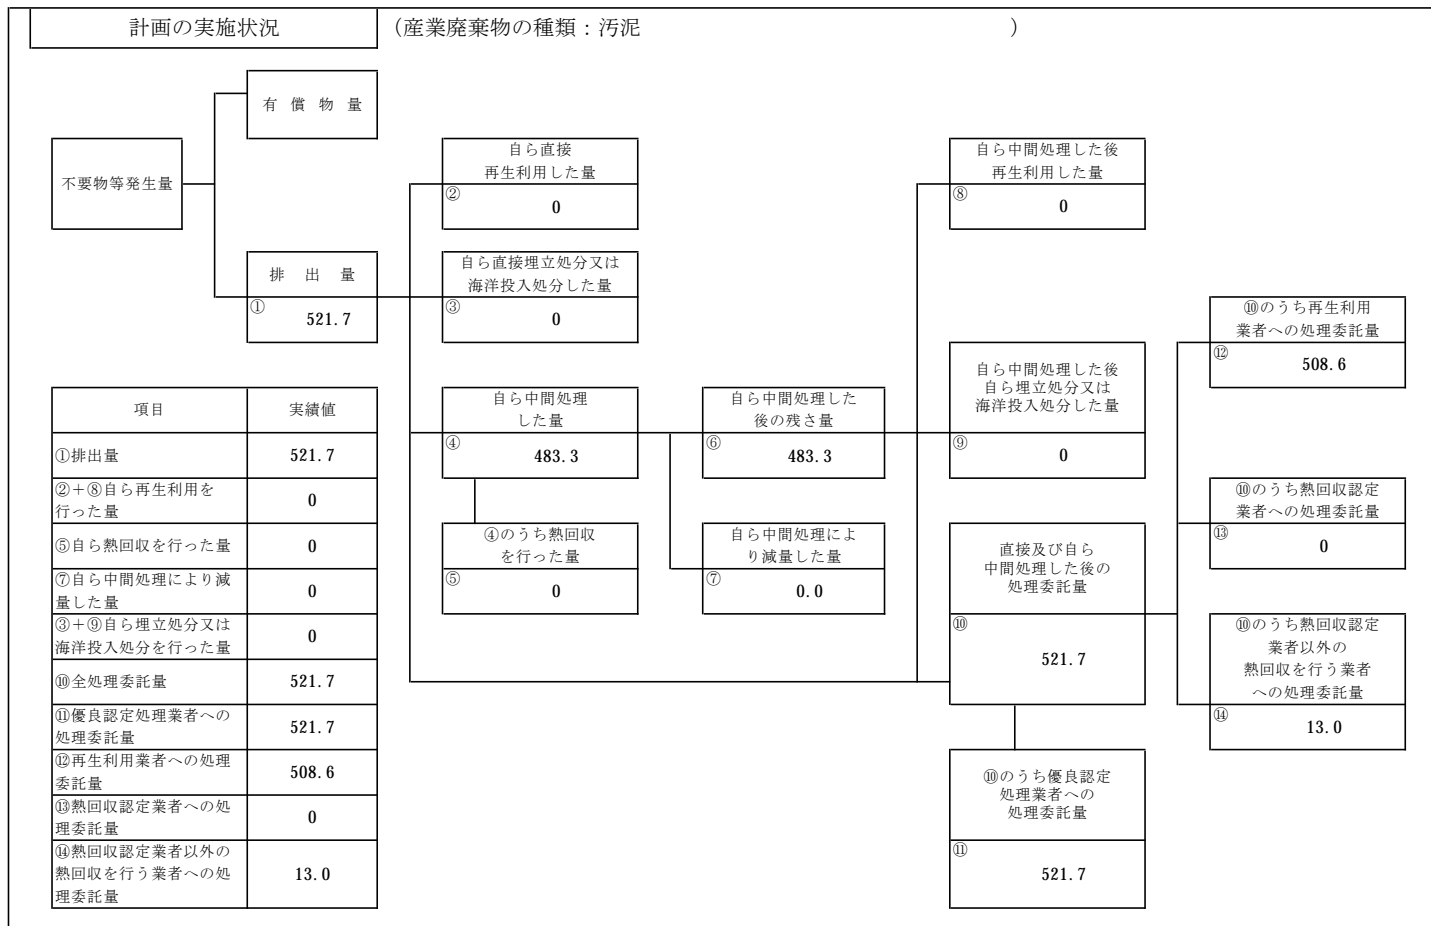 計画の実施状況
(産業廃棄物の種類：汚泥 )
有償物量
不要物等発生量
排出量
①
521.7
自ら直接
再生利用した量
②
0
自ら直接埋立処分又は
海洋投入処分した量
③
0
自ら中間処理
した量
④
483.3
④のうち熱回収
を行った量
⑤
0
自ら中間処理した
後の残さ量
⑥
483.3
自ら中間処理によ
り減量した量
⑦
0.0
自ら中間処理した後
再生利用した量
⑧
0
自ら中間処理した後
自ら埋立処分又は
海洋投入処分した量
⑨
0
直接及び自ら
中間処理した後の
処理委託量
⑩
521.7
⑩のうち優良認定
処理業者への
処理委託量
⑪
521.7
⑩のうち再生利用
業者への処理委託量
⑫
508.6
⑩のうち熱回収認定
業者への処理委託量
⑬
0
⑩のうち熱回収認定
業者以外の
熱回収を行う業者
への処理委託量
⑭
13.0
項目 実績値
①排出量 521.7
②＋⑧自ら再生利用を
行った量 0
⑤自ら熱回収を行った量 0
⑦自ら中間処理により減
量した量 0
③＋⑨自ら埋立処分又は
海洋投入処分を行った量 0
⑩全処理委託量 521.7
⑪優良認定処理業者への
処理委託量 521.7
⑫再生利用業者への処理
委託量 508.6
⑬熱回収認定業者への処
理委託量 0
⑭熱回収認定業者以外の
熱回収を行う業者への処
理委託量 13.0